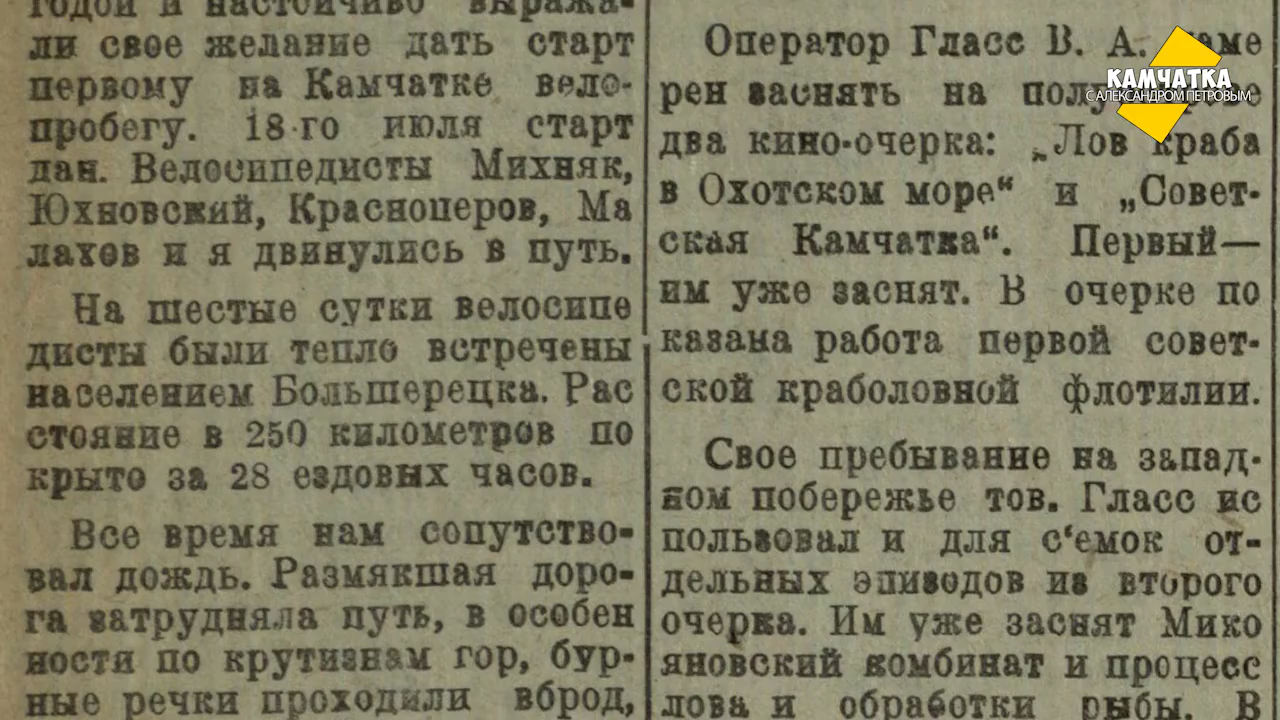 годой и настойчиво выража-
ли свое желание дать старт
первому на Камчатке вело-
пробегу. 18-го июля старт
дан. Велосипедисты Михняк,
Юхновский, Красноперов, Ма
лахов и я двинулись в путь.
На шестые сутки велосипе
дисты были тепло встречены
населением Большерецка. Рас
стояние в 250 километров по
крыто за 28 ездовых часов.
Все время нам сопутство-
вал дождь. Размякшая доро-
га затрудняла путь, в особен
ности по крутизнам гор, бур-
ные речки проходили вброд,
Оператор Гласс В. А.
рен заснять на
два кино-очерка: „Лов краба
в Охотском море“ и „Совет-
ская Камчатка“. Первый—
им уже заснят. В очерке по
казана работа первой совет-
ской краболовной флотилии.
Свое пребывание на запад-
ном побережье тов. Гласс ис
пользовал и для с‘емок от-
дельных эпизодов из второго
очерка. Им уже заснят Мико
яновский комбинат и процесс
лова и обработки рыбы. В
КАМЧАТКА
С АЛЕКСАНДРОМ ПЕТРОВЫМ